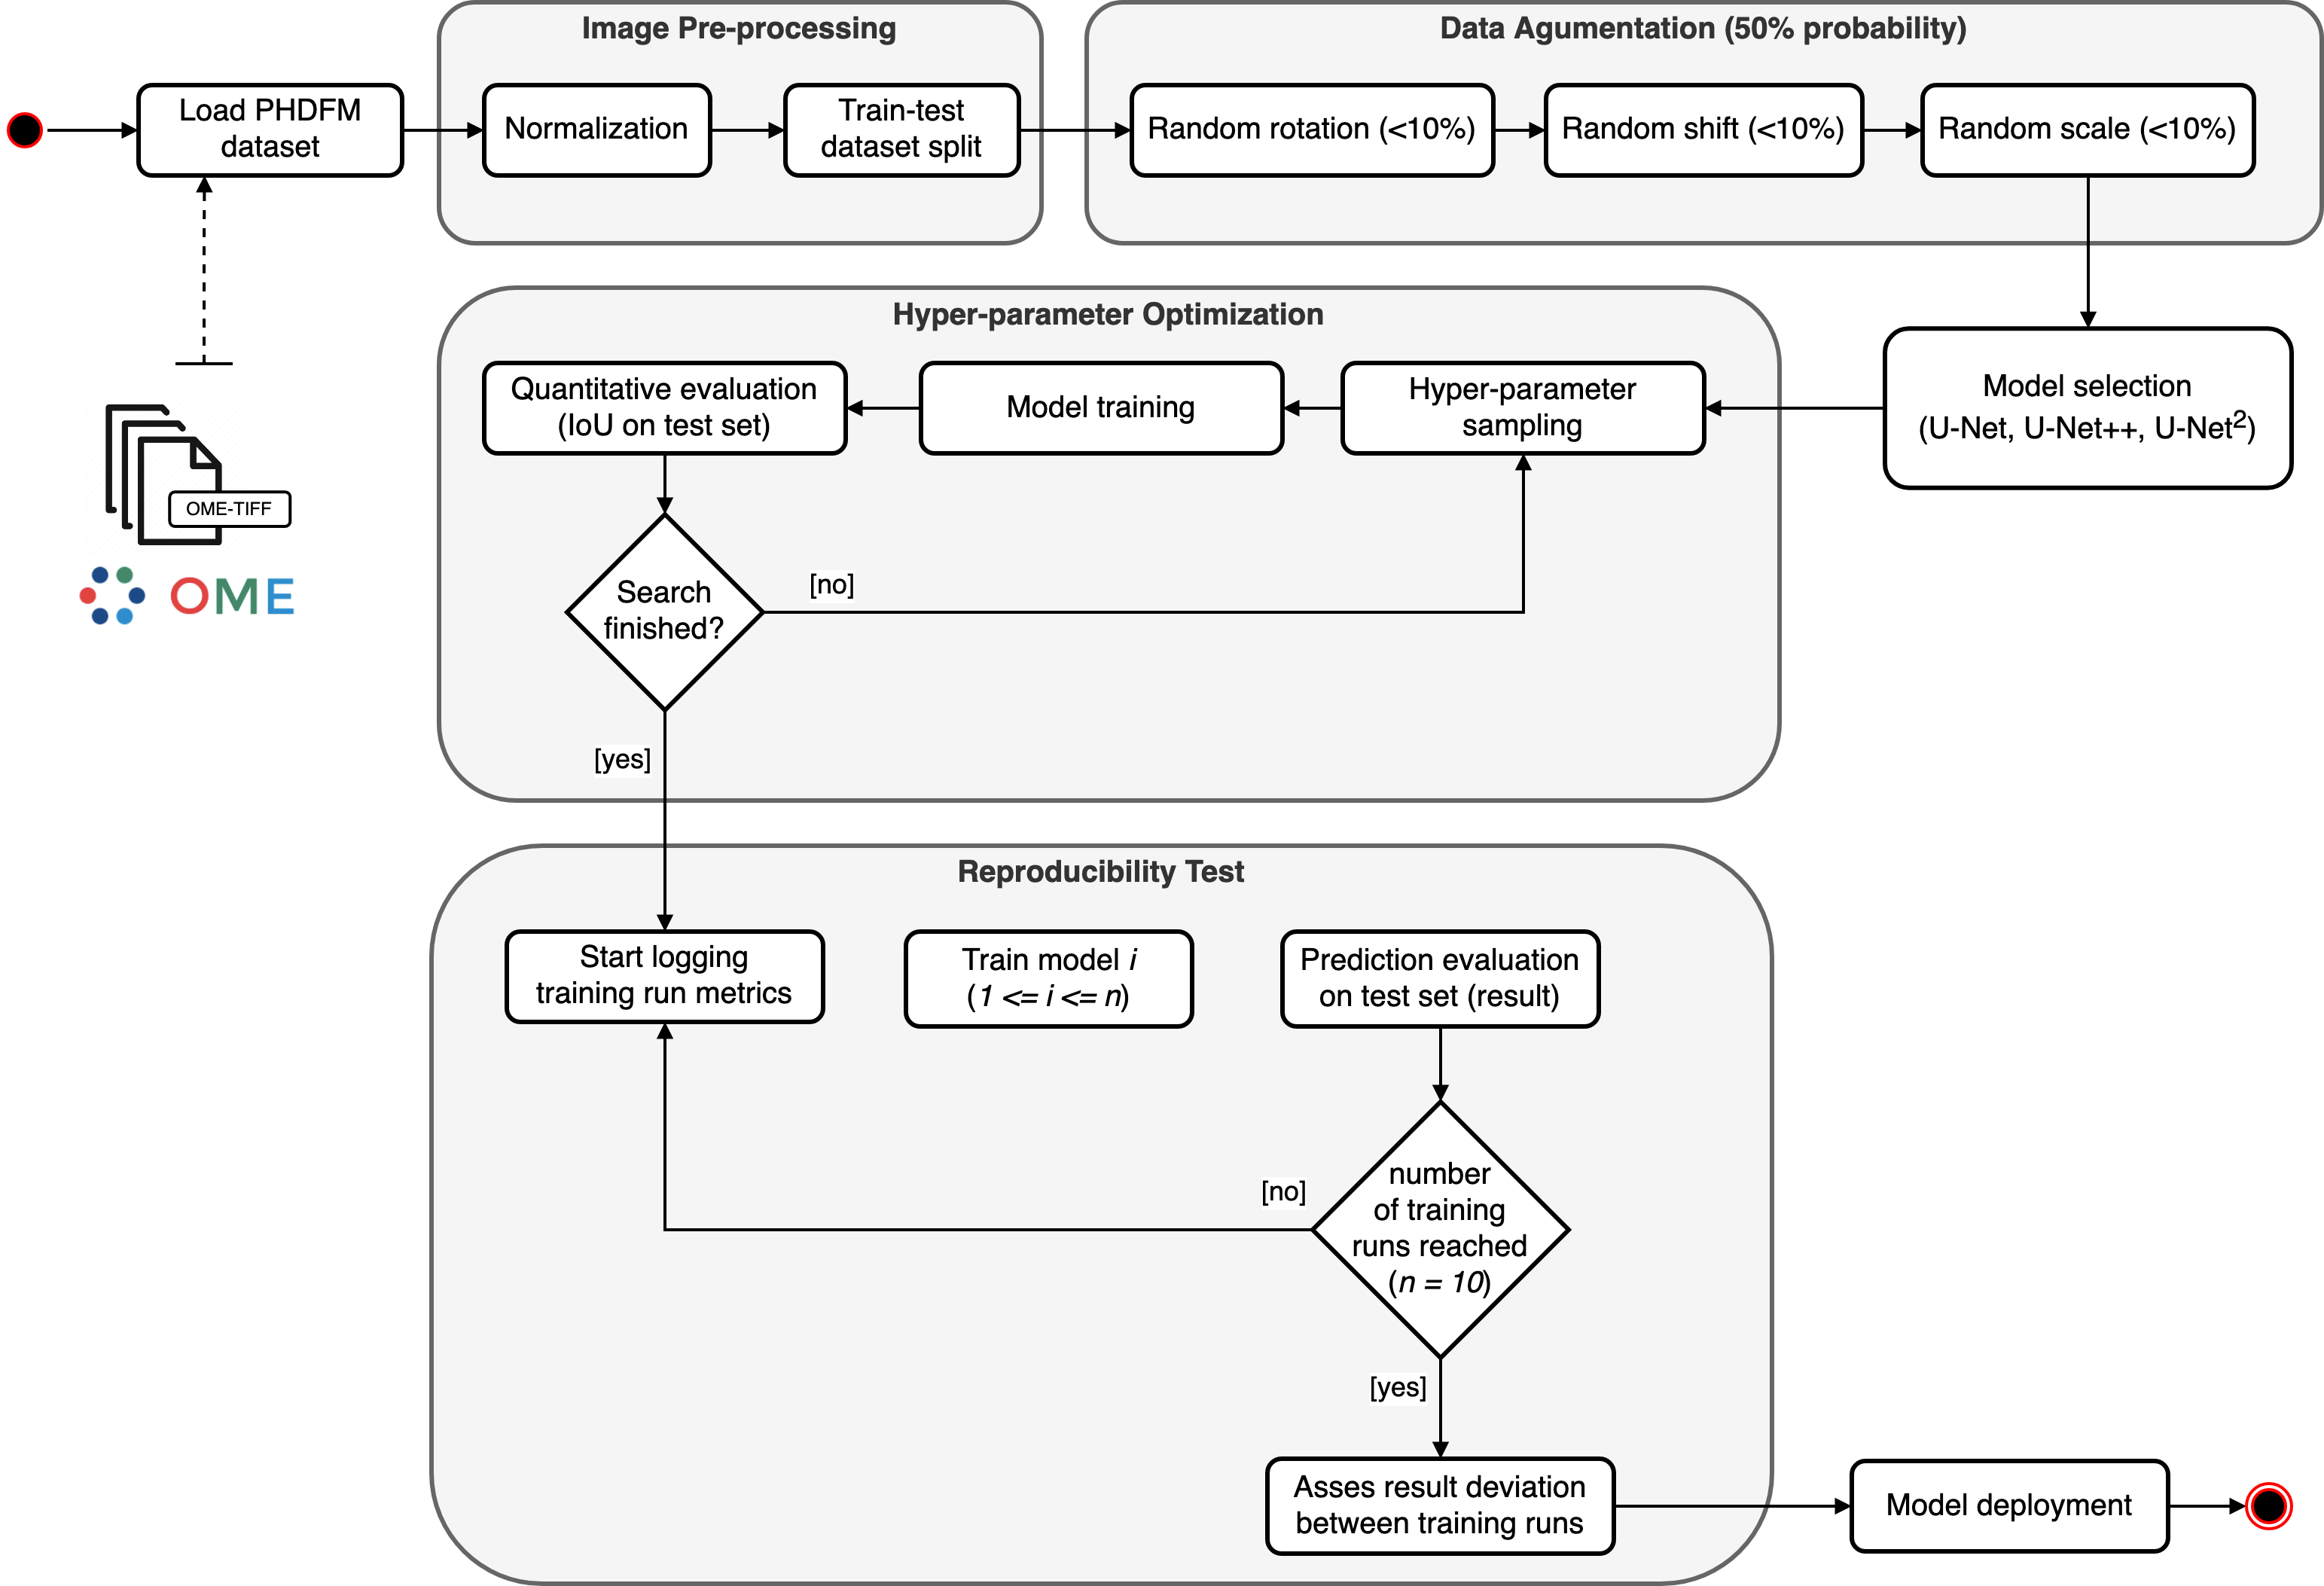 Image Pre-processing
Data Agumentation (50% probability)
Load PHDFM
dataset
Normalization
Train-test
dataset split
Random rotation (<10%)
Random shift (<10%)
Random scale (<10%)
Hyper-parameter Optimization
Quantitative evaluation
(IoU on test set)
Model training
Hyper-parameter
sampling
Model selection
(U-Net, U-Net++, U-Net²)
OME-TIFF
OME
Search
finished?
[no]
[yes]
Reproducibility Test
Start logging
training run metrics
Train model i
(1 <= i <= n)
Prediction evaluation
on test set (result)
number
of training
runs reached
(n = 10)
[no]
[yes]
Asses result deviation
between training runs
Model deployment